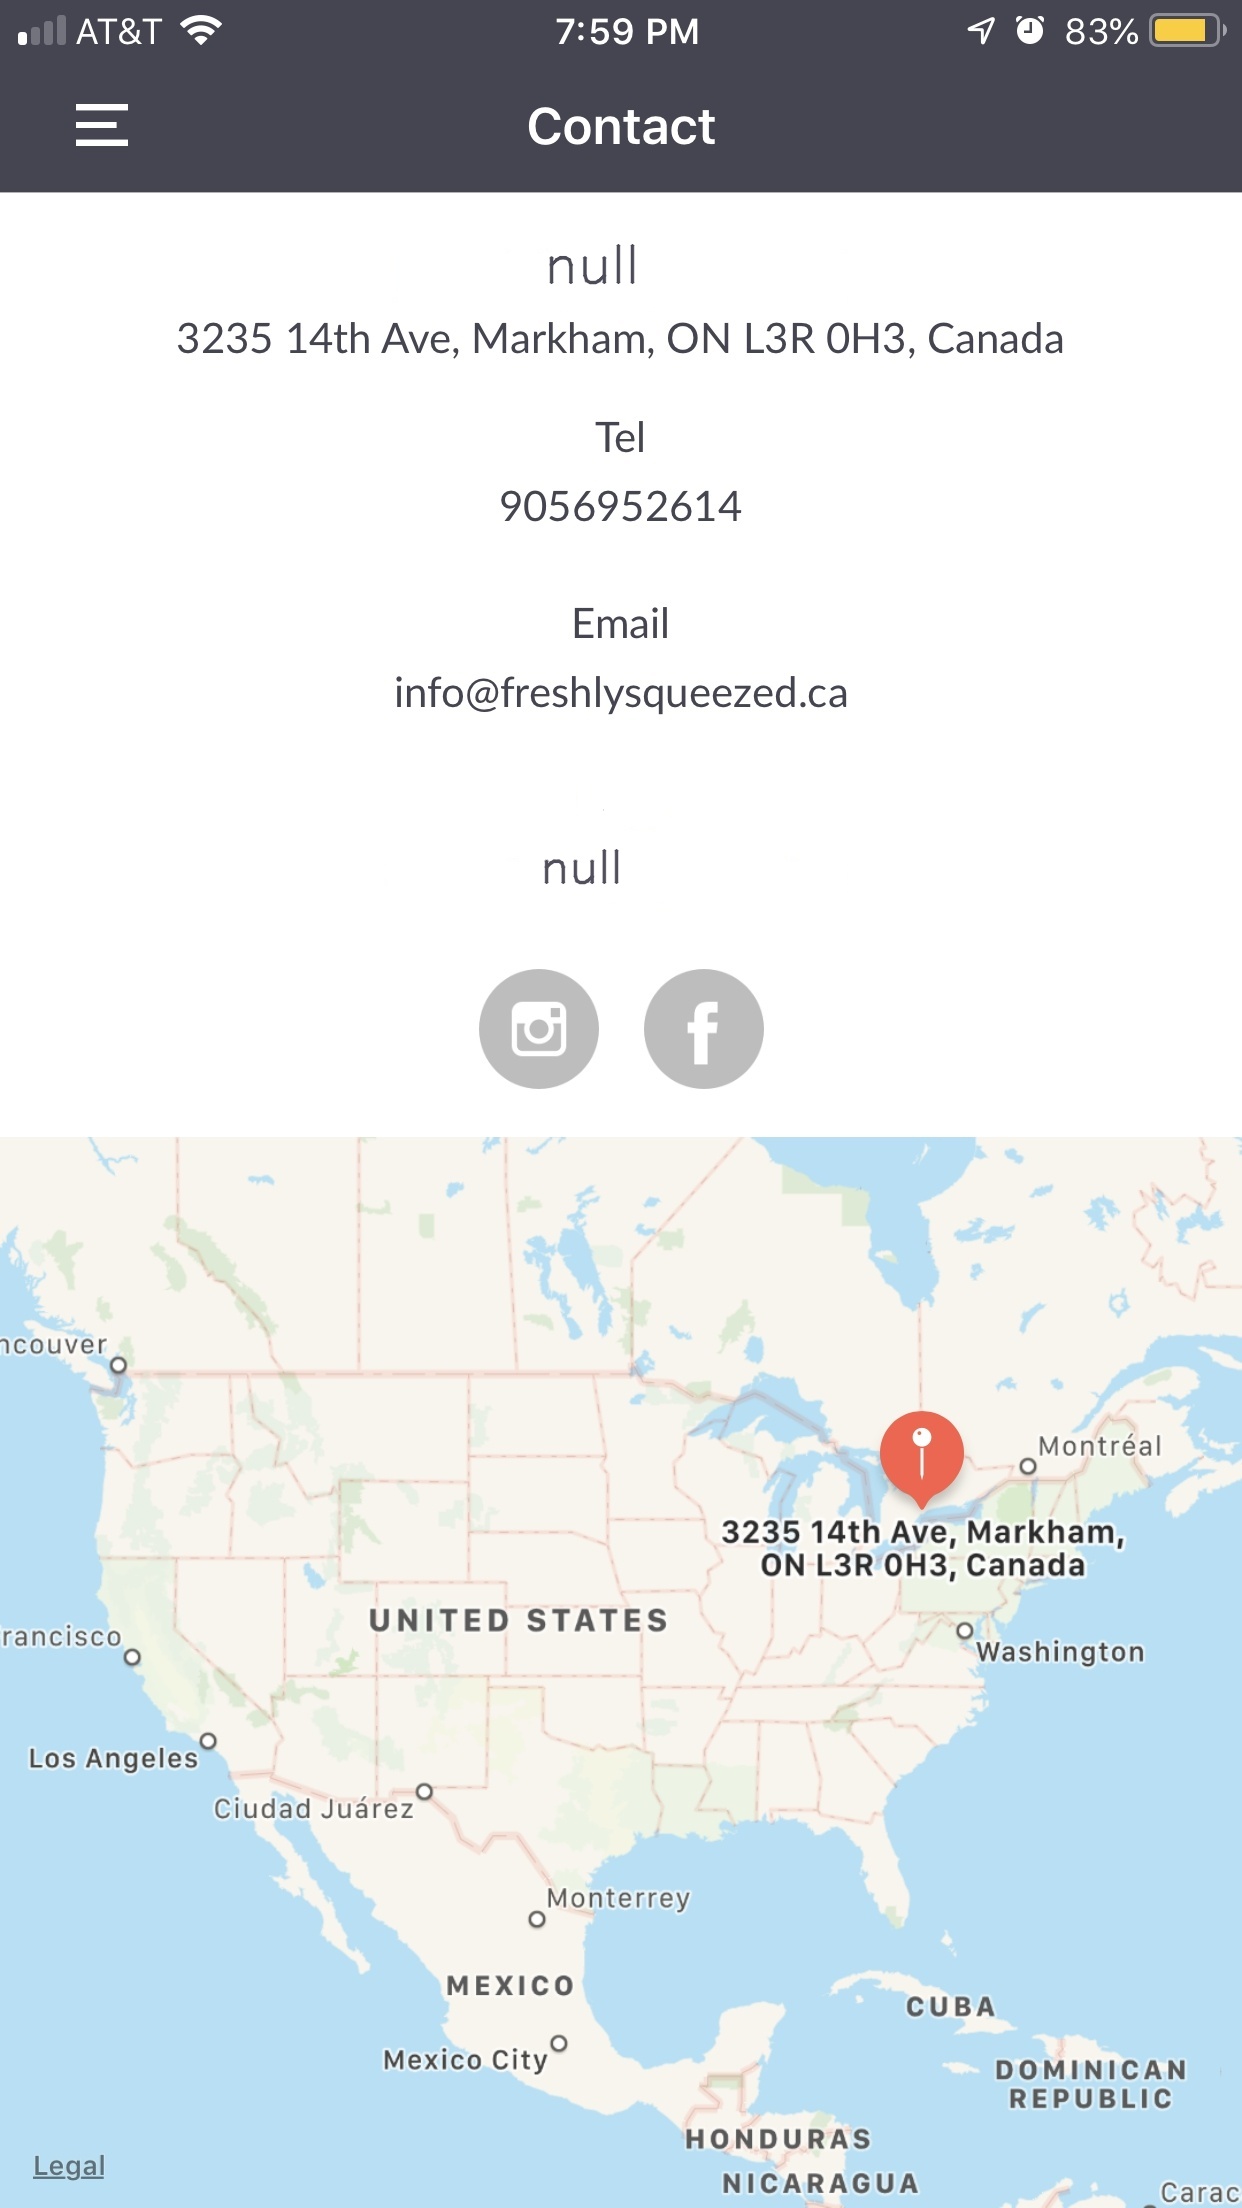 AT&T 7:59 PM 83%
Contact
null
3235 14th Ave, Markham, ON L3R 0H3, Canada
Tel
9056952614
Email
info@freshlysqueezed.ca
null
f
ncouver
Montréal
3235 14th Ave, Markham,
ON L3R 0H3, Canada
UNITED STATES
rancisco
Washington
Los Angeles
Ciudad Juárez
Monterrey
MEXICO
CUBA
Mexico City
DOMINICAN
REPUBLIC
HONDURAS
Legal
NICARAGUA
Carac